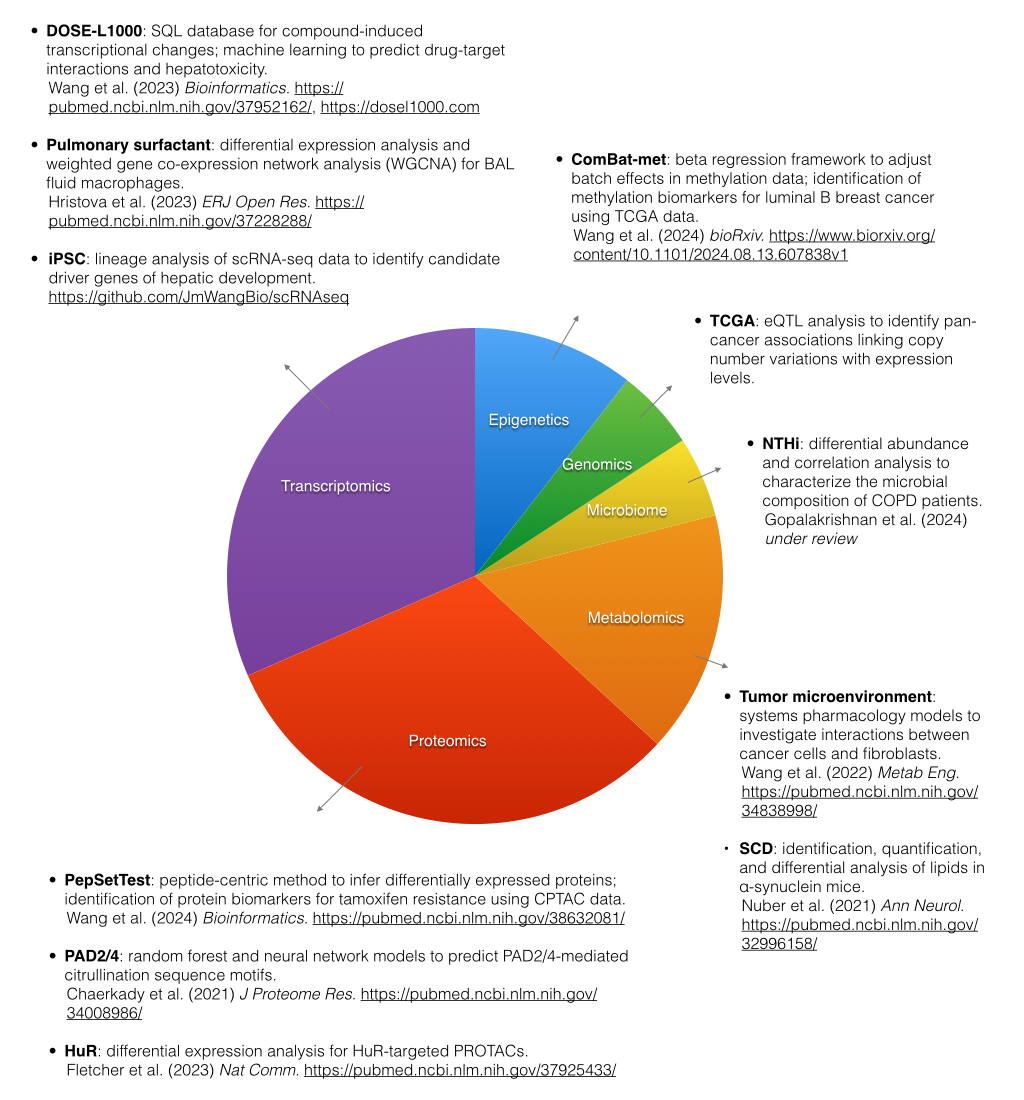 • DOSE-L1000: SQL database for compound-induced
transcriptional changes; machine learning to predict drug-target
interactions and hepatotoxicity.
Wang et al. (2023) Bioinformatics. https://
pubmed.ncbi.nlm.nih.gov/37952162/, https://dosel1000.com
• Pulmonary surfactant: differential expression analysis and
weighted gene co-expression network analysis (WGCNA) for BAL
fluid macrophages.
Hristova et al. (2023) ERJ Open Res. https://
pubmed.ncbi.nlm.nih.gov/37228288/
• iPSC: lineage analysis of scRNA-seq data to identify candidate
driver genes of hepatic development.
https://github.com/JmWangBio/scRNAseq
• ComBat-met: beta regression framework to adjust
batch effects in methylation data; identification of
methylation biomarkers for luminal B breast cancer
using TCGA data.
Wang et al. (2024) bioRxiv. https://www.biorxiv.org/
content/10.1101/2024.08.13.607838v1
• TCGA: eQTL analysis to identify pan-
cancer associations linking copy
number variations with expression
levels.
• NTHi: differential abundance
and correlation analysis to
characterize the microbial
composition of COPD patients.
Gopalakrishnan et al. (2024)
under review
Epigenetics
Genomics
Transcriptomics
Microbiome
Metabolomics
Proteomics
• Tumor microenvironment:
systems pharmacology models to
investigate interactions between
cancer cells and fibroblasts.
Wang et al. (2022) Metab Eng.
https://pubmed.ncbi.nlm.nih.gov/
34838998/
• SCD: identification, quantification,
and differential analysis of lipids in
α-synuclein mice.
Nuber et al. (2021) Ann Neurol.
https://pubmed.ncbi.nlm.nih.gov/
32996158/
• PepSetTest: peptide-centric method to infer differentially expressed proteins;
identification of protein biomarkers for tamoxifen resistance using CPTAC data.
Wang et al. (2024) Bioinformatics. https://pubmed.ncbi.nlm.nih.gov/38632081/
• PAD2/4: random forest and neural network models to predict PAD2/4-mediated
citrullination sequence motifs.
Chaerkady et al. (2021) J Proteome Res. https://pubmed.ncbi.nlm.nih.gov/
34008986/
• HuR: differential expression analysis for HuR-targeted PROTACs.
Fletcher et al. (2023) Nat Comm. https://pubmed.ncbi.nlm.nih.gov/37925433/